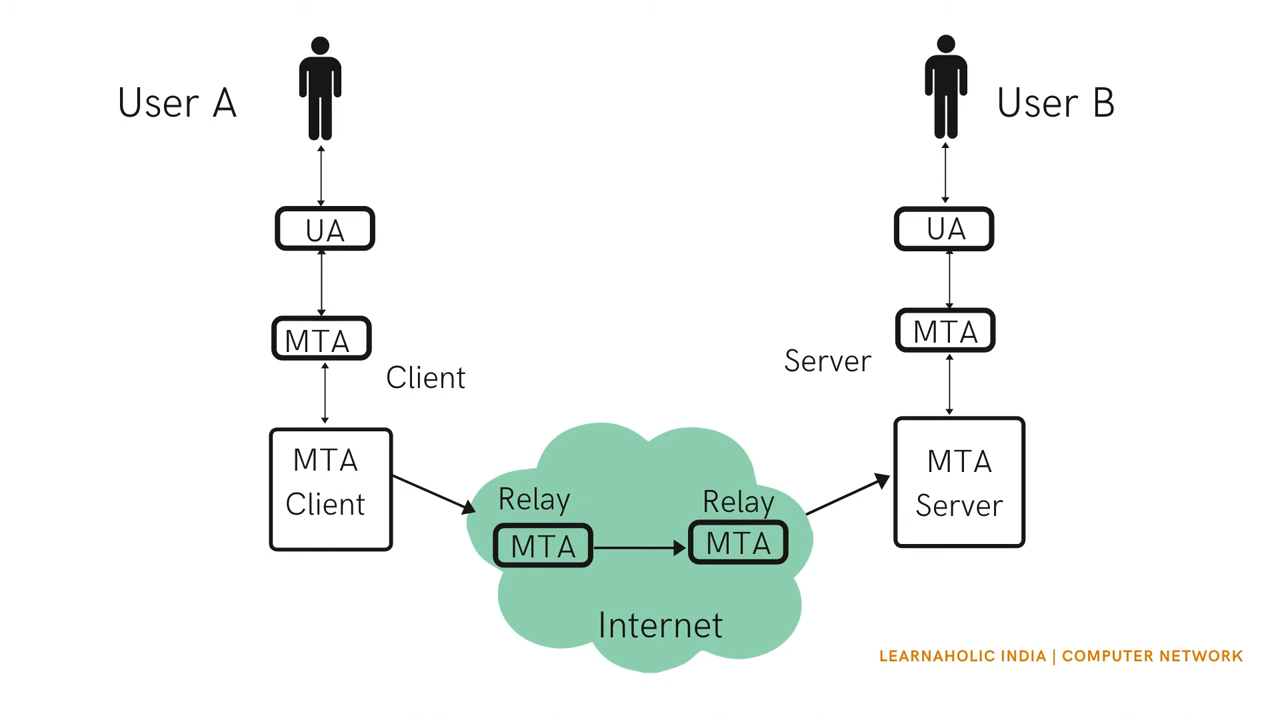 User A
User B
UA
UA
MTA
MTA
Client
Server
MTA
Client
MTA
Server
Relay
Relay
MTA
MTA
Internet
LEARNAHOLIC INDIA | COMPUTER NETWORK